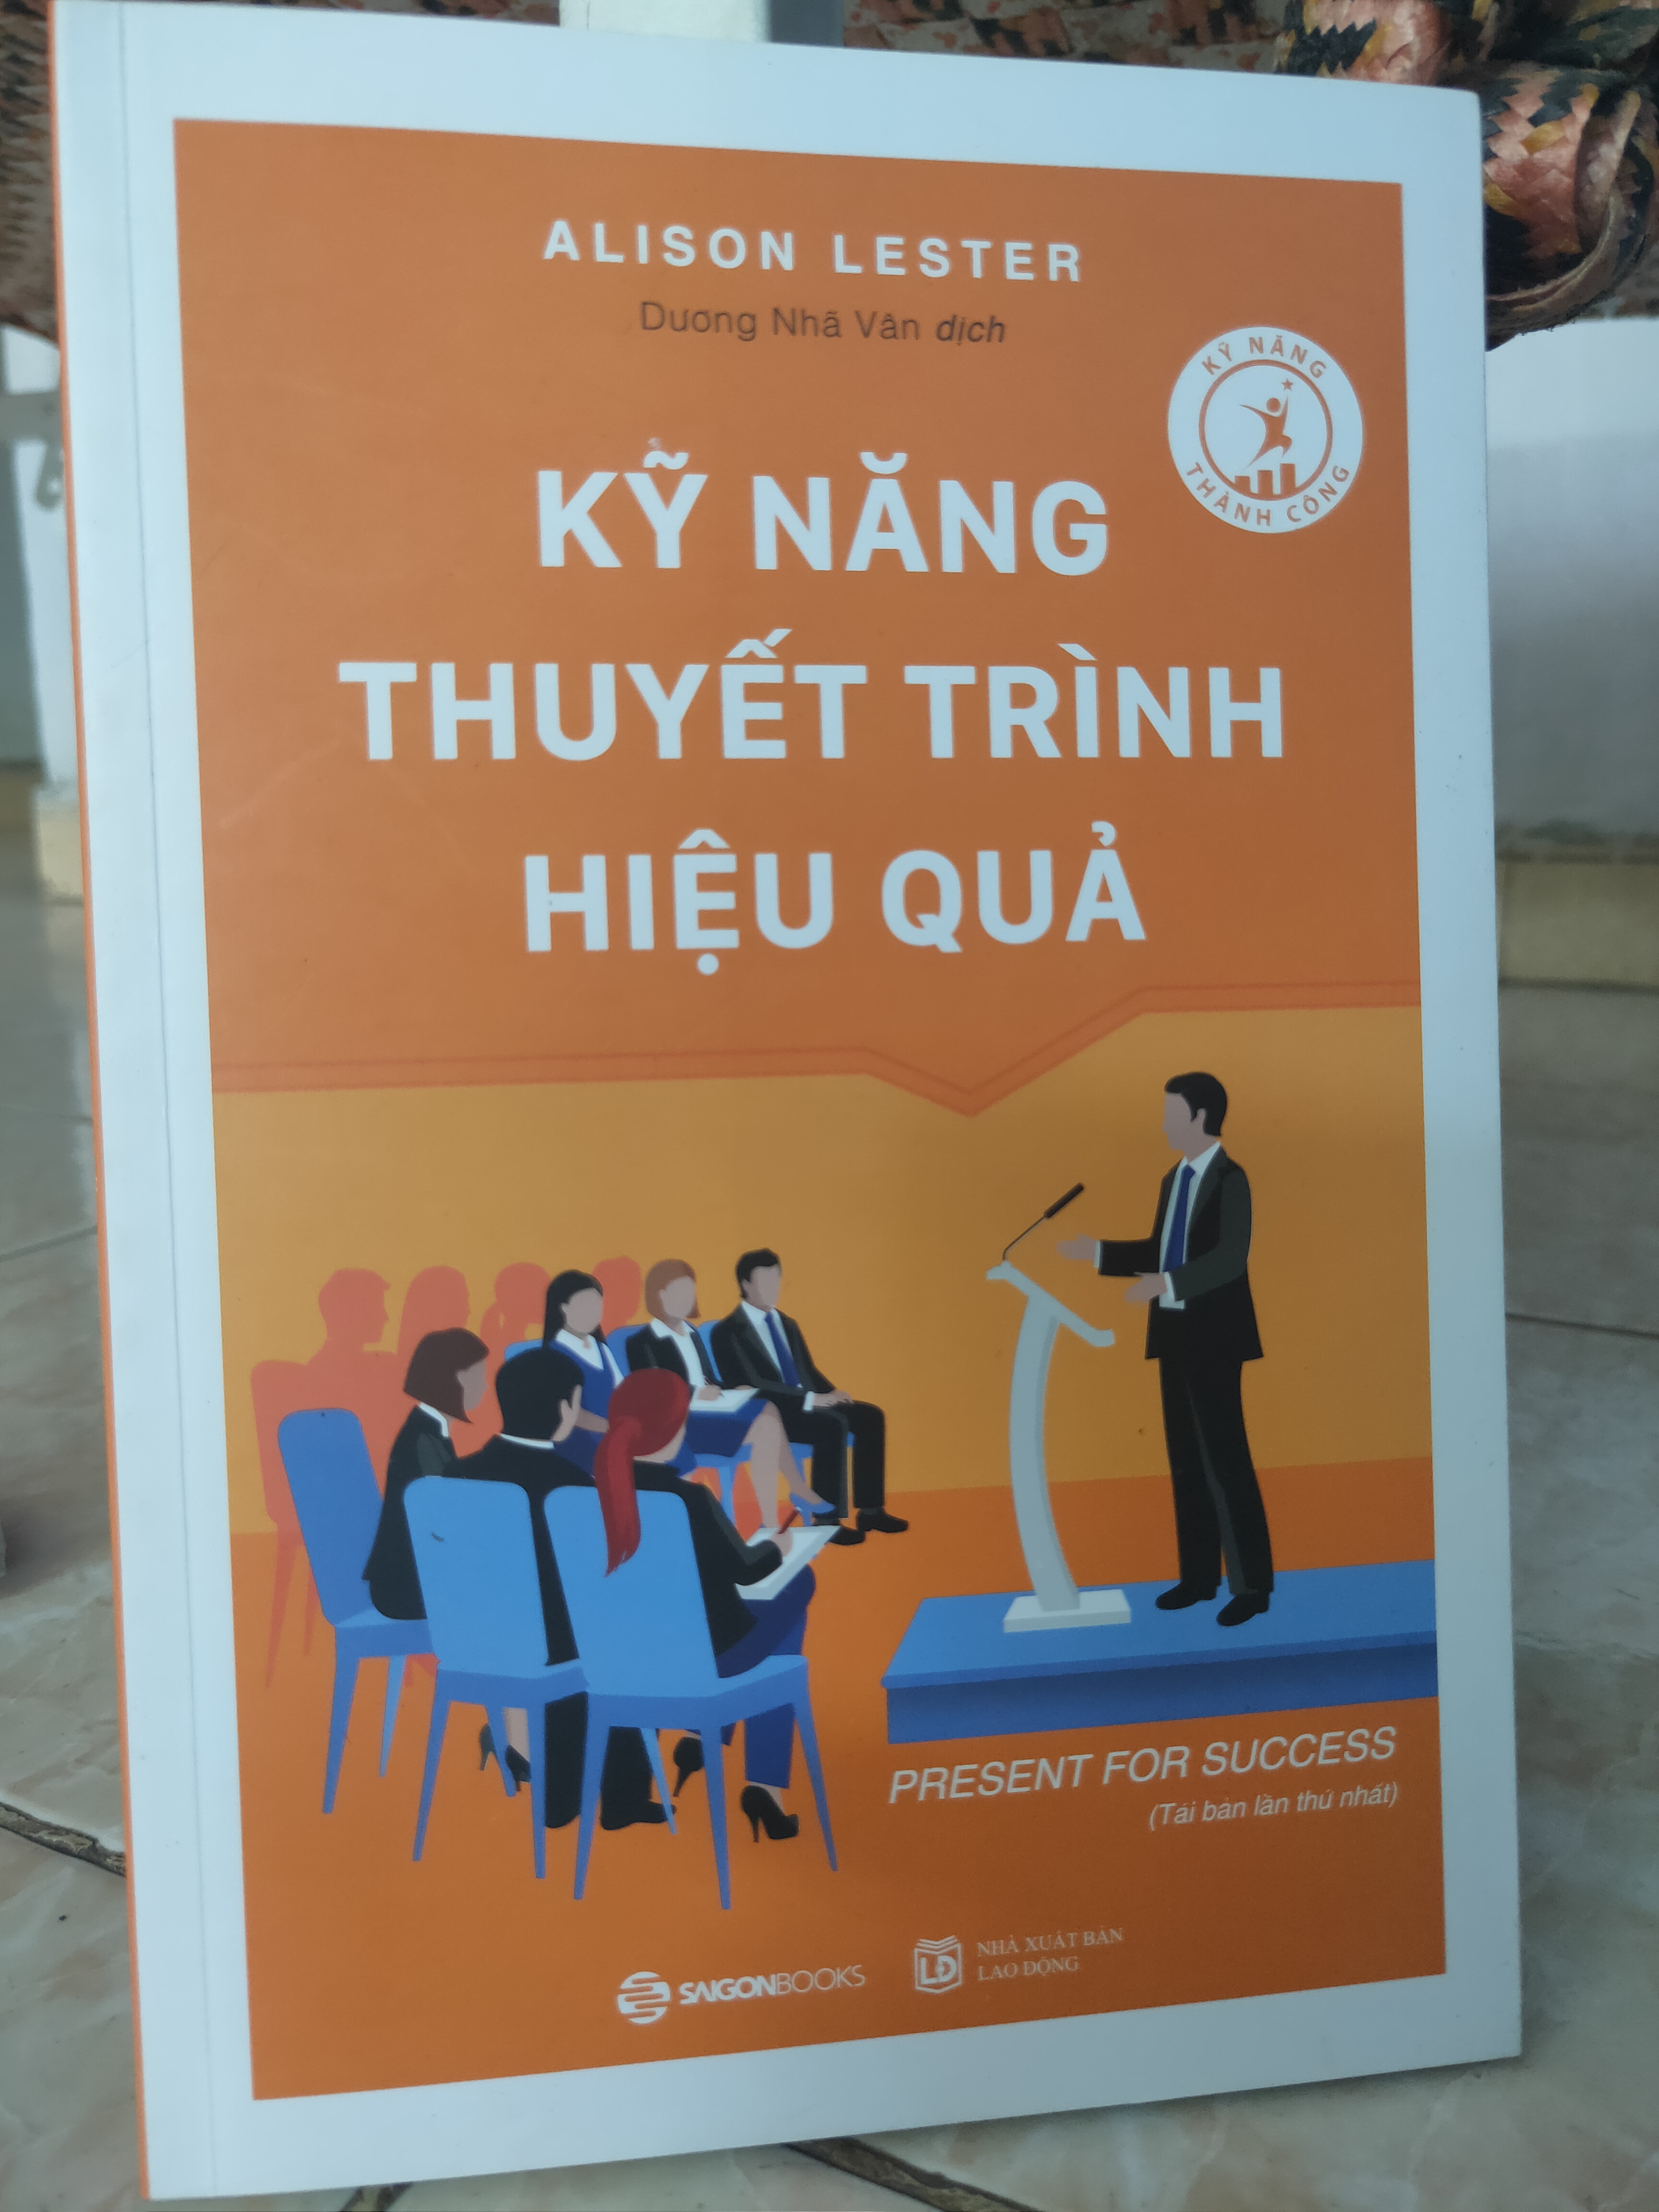 ALISON LESTER
Dương Nhã Vân dịch
KỸ NĂNG
THÀNH CÔNG
KỸ NĂNG
THUYẾT TRÌNH
HIỆU QUẢ
PRESENT FOR SUCCESS
(Tái bản lần thứ nhất)
SAIGONBOOKS
LĐ
NHÀ XUẤT BẢN
LAO ĐỘNG